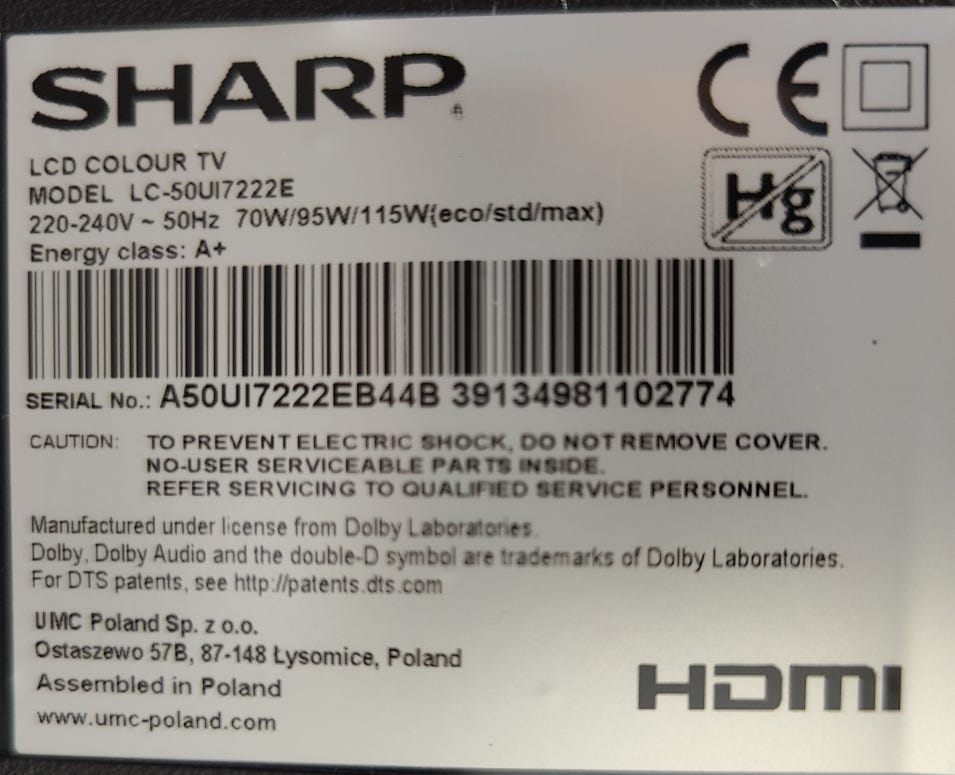 SHARP
LCD COLOUR TV
MODEL LC-50UI7222E
220-240V ~ 50Hz 70W/95W/115W(eco/std/max)
Energy class: A+
CE
Hg
SERIAL No.: A50UI7222EB44B 39134981102774
CAUTION: TO PREVENT ELECTRIC SHOCK, DO NOT REMOVE COVER.
NO-USER SERVICEABLE PARTS INSIDE.
REFER SERVICING TO QUALIFIED SERVICE PERSONNEL.
Manufactured under license from Dolby Laboratories.
Dolby, Dolby Audio and the double-D symbol are trademarks of Dolby Laboratories.
For DTS patents, see http://patents.dts.com
UMC Poland Sp. z o.o.
Ostaszewo 57B, 87-148 Łysomice, Poland
Assembled in Poland
www.umc-poland.com
HDMI